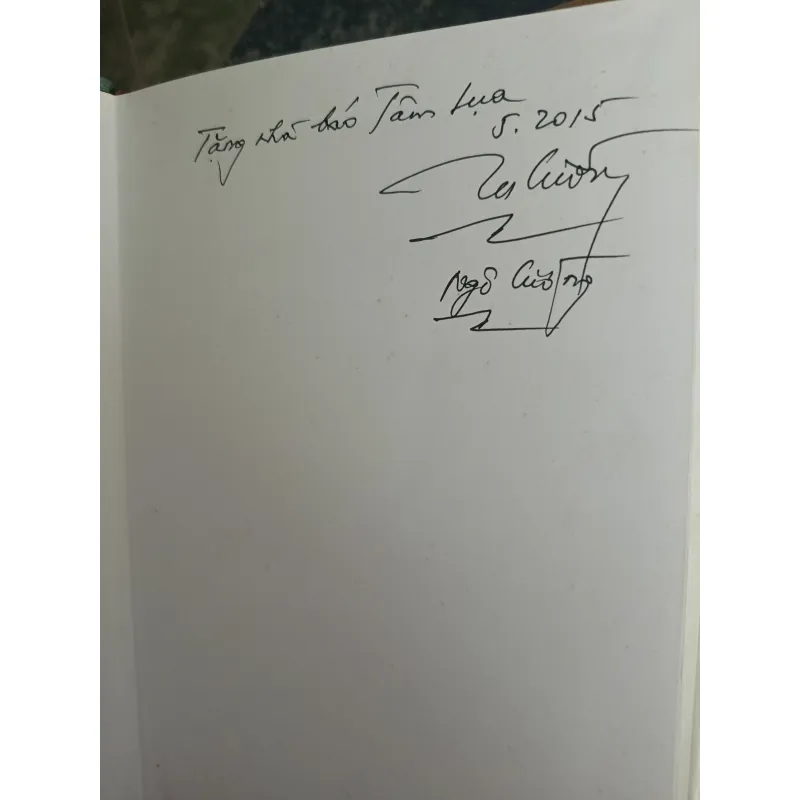 Tặng nhà báo Tâm Lụa
5.2015
Ngô Cường